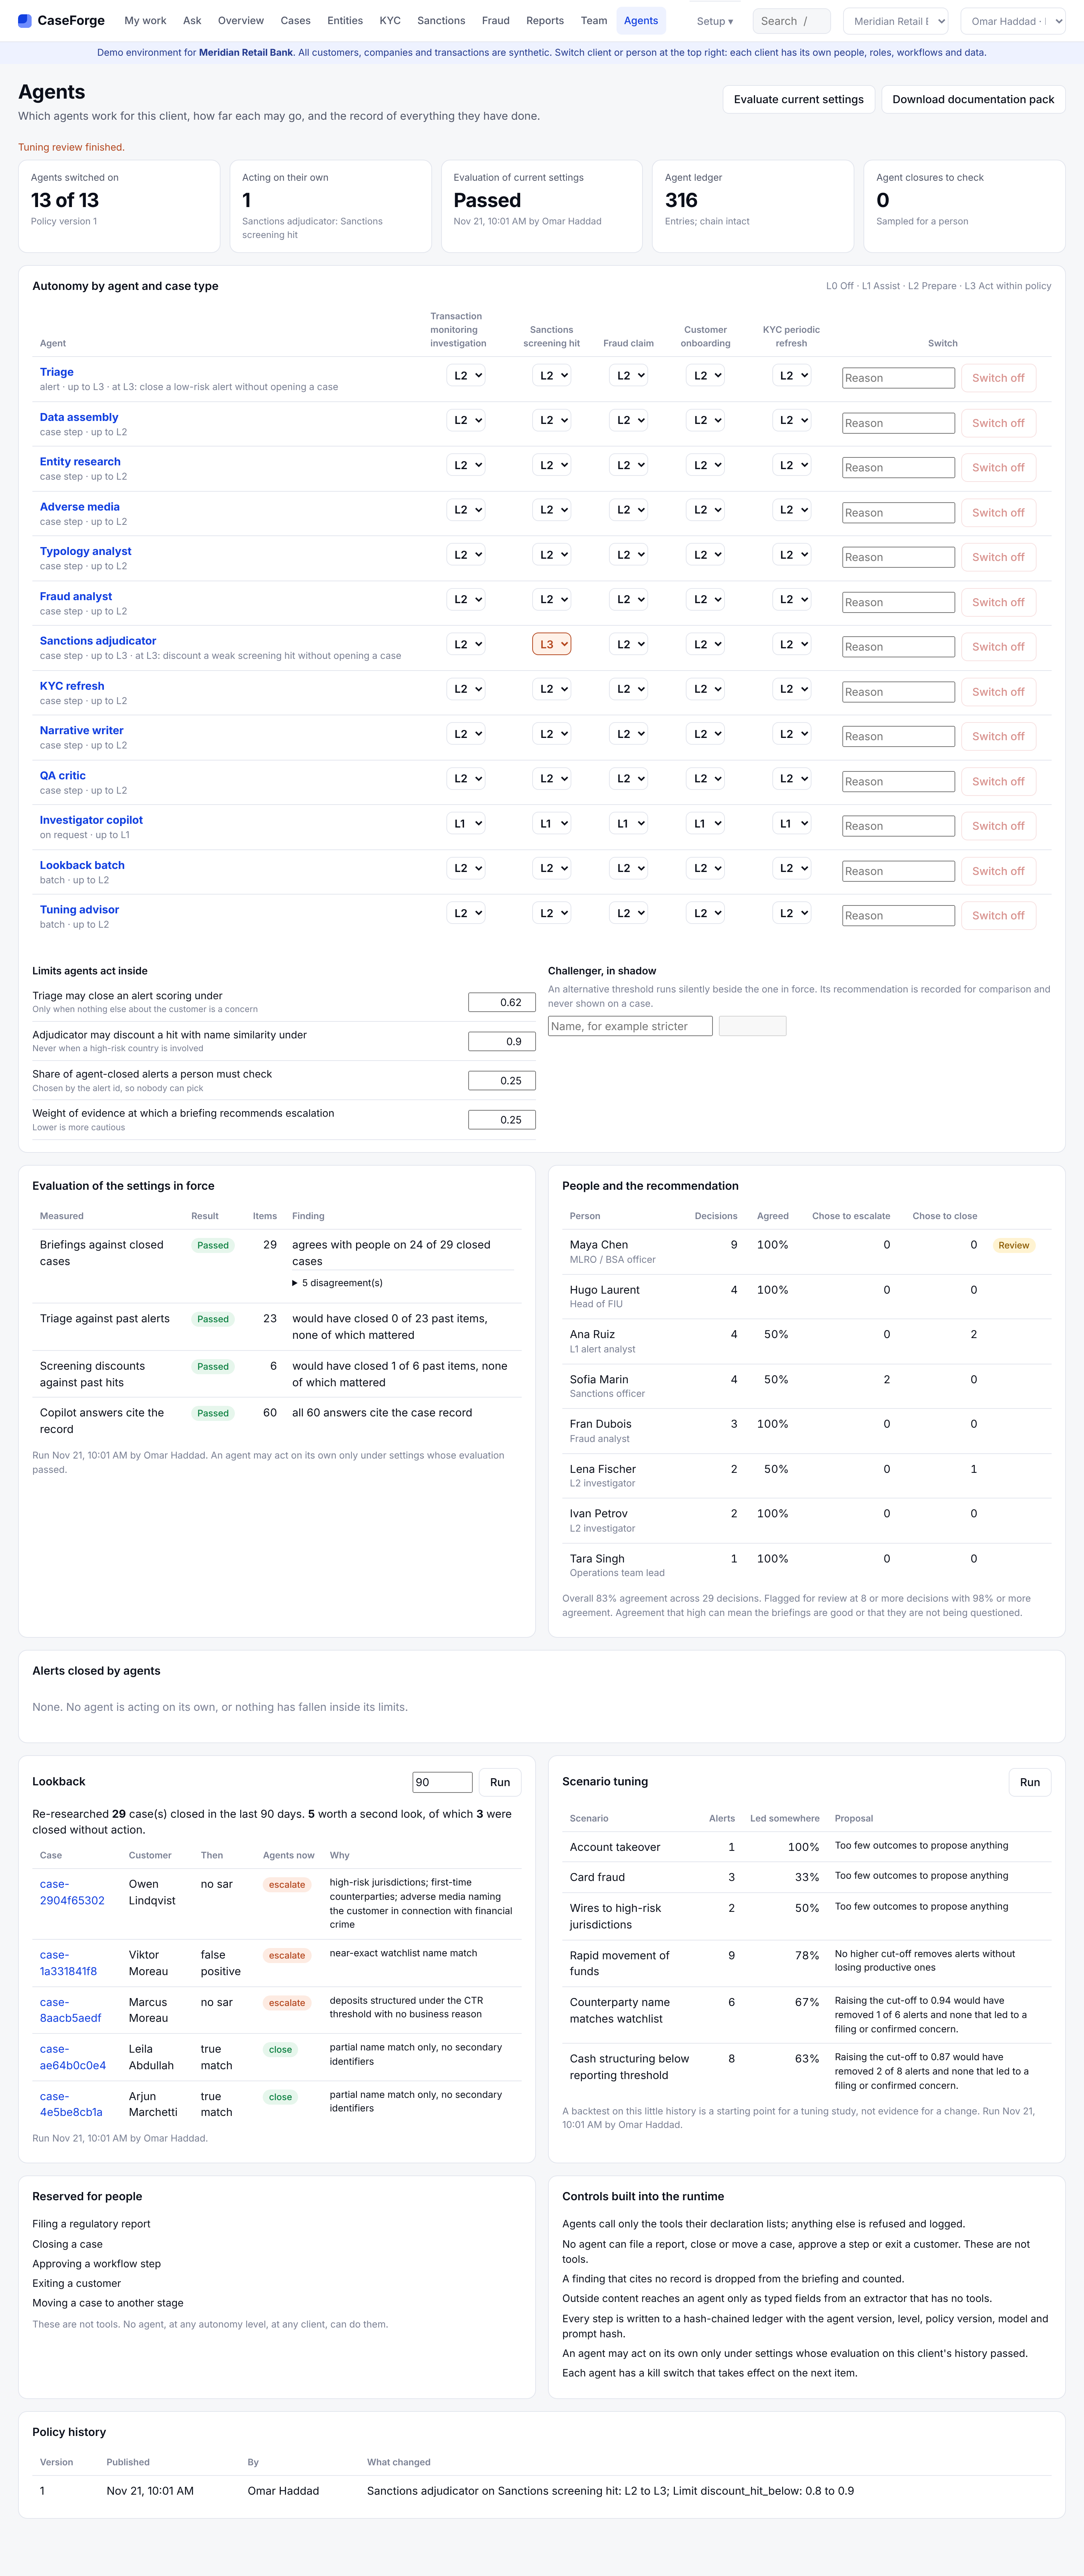 CaseForge My work Ask Overview Cases Entities KYC Sanctions Fraud Reports Team Agents Setup ▾ Search / Meridian Retail Omar Haddad ·
Demo environment for Meridian Retail Bank. All customers, companies and transactions are synthetic. Switch client or person at the top right: each client has its own people, roles, workflows and data.
Agents
Which agents work for this client, how far each may go, and the record of everything they have done.
Evaluate current settings Download documentation pack
Tuning review finished.
Agents switched on
13 of 13
Policy version 1
Acting on their own
1
Sanctions adjudicator: Sanctions
screening hit
Evaluation of current settings
Passed
Nov 21, 10:01 AM by Omar Haddad
Agent ledger
316
Entries; chain intact
Agent closures to check
0
Sampled for a person
Autonomy by agent and case type
L0 Off · L1 Assist · L2 Prepare · L3 Act within policy
Agent
Transaction
monitoring
investigation
Sanctions
screening hit
Fraud claim
Customer
onboarding
KYC periodic
refresh
Switch
Triage L2 L2 L2 L2 L2 Reason Switch off
alert · up to L3 · at L3: close a low-risk alert without opening a case
Data assembly L2 L2 L2 L2 L2 Reason Switch off
case step · up to L2
Entity research L2 L2 L2 L2 L2 Reason Switch off
case step · up to L2
Adverse media L2 L2 L2 L2 L2 Reason Switch off
case step · up to L2
Typology analyst L2 L2 L2 L2 L2 Reason Switch off
case step · up to L2
Fraud analyst L2 L2 L2 L2 L2 Reason Switch off
case step · up to L2
Sanctions adjudicator L2 L3 L2 L2 L2 Reason Switch off
case step · up to L3 · at L3: discount a weak screening hit without opening a case
KYC refresh L2 L2 L2 L2 L2 Reason Switch off
case step · up to L2
Narrative writer L2 L2 L2 L2 L2 Reason Switch off
case step · up to L2
QA critic L2 L2 L2 L2 L2 Reason Switch off
case step · up to L2
Investigator copilot L1 L1 L1 L1 L1 Reason Switch off
on request · up to L1
Lookback batch L2 L2 L2 L2 L2 Reason Switch off
batch · up to L2
Tuning advisor L2 L2 L2 L2 L2 Reason Switch off
batch · up to L2
Limits agents act inside
Triage may close an alert scoring under 0.62
Only when nothing else about the customer is a concern
Adjudicator may discount a hit with name similarity under 0.9
Never when a high-risk country is involved
Share of agent-closed alerts a person must check 0.25
Chosen by the alert id, so nobody can pick
Weight of evidence at which a briefing recommends escalation 0.25
Lower is more cautious
Challenger, in shadow
An alternative threshold runs silently beside the one in force. Its recommendation is recorded for comparison and
never shown on a case.
Name, for example stricter
Evaluation of the settings in force
Measured Result Items Finding
Briefings against closed
cases
Passed 29
agrees with people on 24 of 29 closed
cases
▶ 5 disagreement(s)
Triage against past alerts Passed 23
would have closed 0 of 23 past items,
none of which mattered
Screening discounts
against past hits
Passed 6
would have closed 1 of 6 past items, none
of which mattered
Copilot answers cite the
record
Passed 60 all 60 answers cite the case record
Run Nov 21, 10:01 AM by Omar Haddad. An agent may act on its own only under settings whose evaluation
passed.
People and the recommendation
Person Decisions Agreed Chose to escalate Chose to close
Maya Chen 9 100% 0 0 Review
MLRO / BSA officer
Hugo Laurent 4 100% 0 0
Head of FIU
Ana Ruiz 4 50% 0 2
L1 alert analyst
Sofia Marin 4 50% 2 0
Sanctions officer
Fran Dubois 3 100% 0 0
Fraud analyst
Lena Fischer 2 50% 0 1
L2 investigator
Ivan Petrov 2 100% 0 0
L2 investigator
Tara Singh 1 100% 0 0
Operations team lead
Overall 83% agreement across 29 decisions. Flagged for review at 8 or more decisions with 98% or more
agreement. Agreement that high can mean the briefings are good or that they are not being questioned.
Alerts closed by agents
None. No agent is acting on its own, or nothing has fallen inside its limits.
Lookback 90 Run
Re-researched 29 case(s) closed in the last 90 days. 5 worth a second look, of which 3 were
closed without action.
Case Customer Then Agents now Why
case-
2904f65302
Owen
Lindqvist
no sar escalate
high-risk jurisdictions; first-time
counterparties; adverse media naming
the customer in connection with financial
crime
case-
1a331841f8
Viktor
Moreau
false
positive
escalate near-exact watchlist name match
case-
8aacb5aedf
Marcus
Moreau
no sar escalate
deposits structured under the CTR
threshold with no business reason
case-
ae64b0c0e4
Leila
Abdullah
true
match
close
partial name match only, no secondary
identifiers
case-
4e5be8cb1a
Arjun
Marchetti
true
match
close
partial name match only, no secondary
identifiers
Run Nov 21, 10:01 AM by Omar Haddad.
Scenario tuning Run
Scenario Alerts Led somewhere Proposal
Account takeover 1 100% Too few outcomes to propose anything
Card fraud 3 33% Too few outcomes to propose anything
Wires to high-risk
jurisdictions
2 50% Too few outcomes to propose anything
Rapid movement of
funds
9 78%
No higher cut-off removes alerts without
losing productive ones
Counterparty name
matches watchlist
6 67%
Raising the cut-off to 0.94 would have
removed 1 of 6 alerts and none that led to a
filing or confirmed concern.
Cash structuring below
reporting threshold
8 63%
Raising the cut-off to 0.87 would have
removed 2 of 8 alerts and none that led to a
filing or confirmed concern.
A backtest on this little history is a starting point for a tuning study, not evidence for a change. Run Nov 21,
10:01 AM by Omar Haddad.
Reserved for people
Filing a regulatory report
Closing a case
Approving a workflow step
Exiting a customer
Moving a case to another stage
These are not tools. No agent, at any autonomy level, at any client, can do them.
Controls built into the runtime
Agents call only the tools their declaration lists; anything else is refused and logged.
No agent can file a report, close or move a case, approve a step or exit a customer. These are not
tools.
A finding that cites no record is dropped from the briefing and counted.
Outside content reaches an agent only as typed fields from an extractor that has no tools.
Every step is written to a hash-chained ledger with the agent version, level, policy version, model and
prompt hash.
An agent may act on its own only under settings whose evaluation on this client's history passed.
Each agent has a kill switch that takes effect on the next item.
Policy history
Version Published By What changed
1 Nov 21, 10:01 AM Omar Haddad Sanctions adjudicator on Sanctions screening hit: L2 to L3; Limit discount_hit_below: 0.8 to 0.9